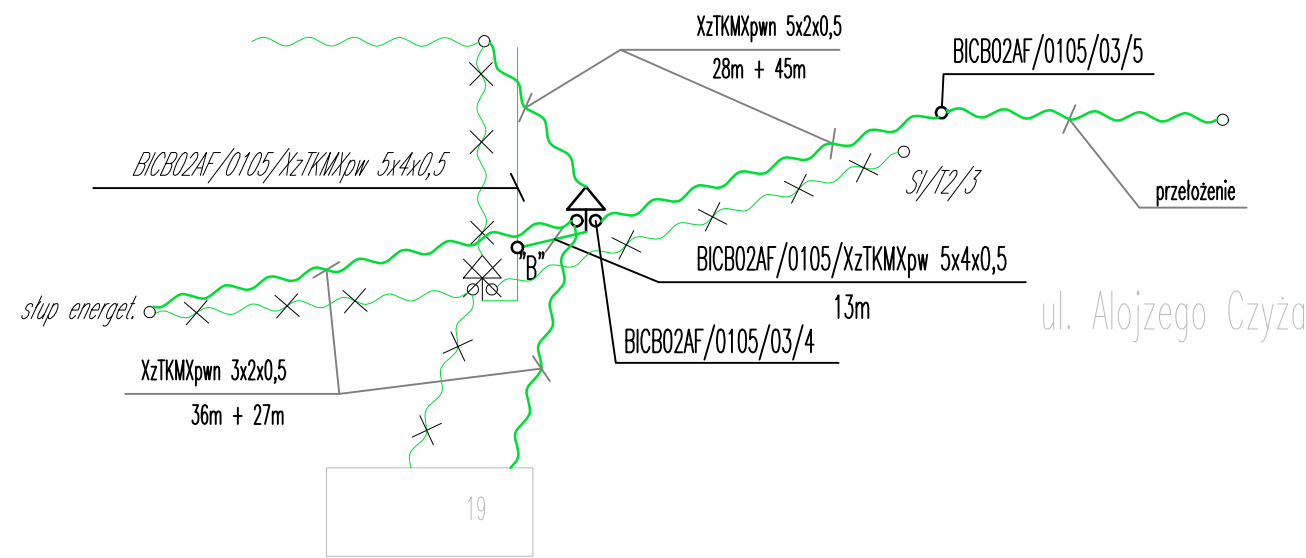 XzTKMXpwn 5x2x0,5
28m + 45m
BICB02AF/0105/03/5
BICB02AF/0105/XzTKMXpw 5x4x0,5
SI/T2/3
przełożenie
"B"
BICB02AF/0105/XzTKMXpw 5x4x0,5
13m
słup energet.
ul. Alojzego Czyża
BICB02AF/0105/03/4
XzTKMXpwn 3x2x0,5
36m + 27m
19